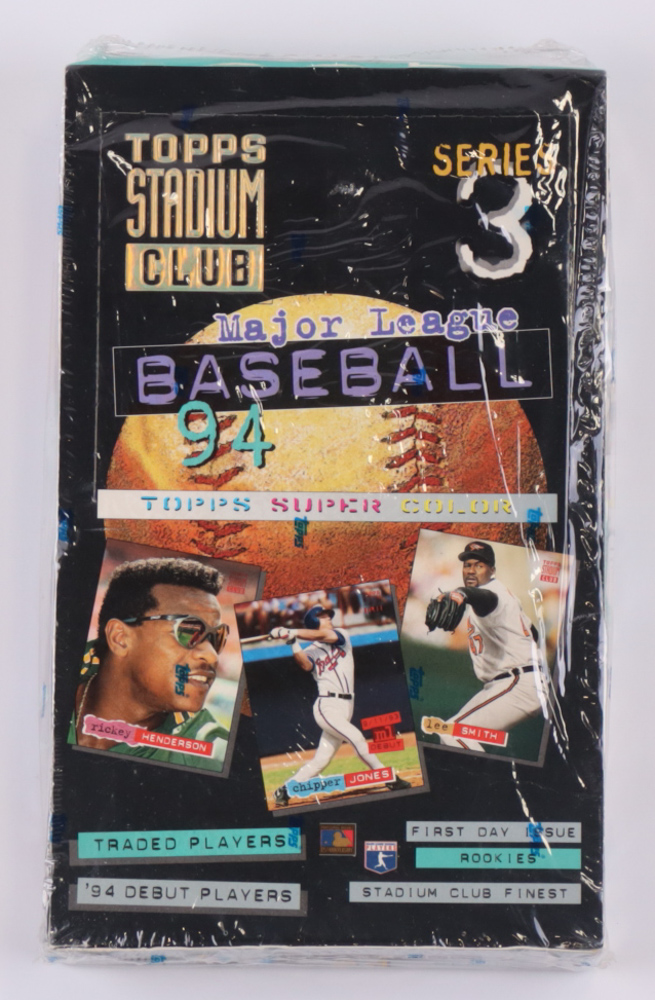 TOPPS
STADIUM
CLUB
SERIES
3
Major League
BASEBALL
94
TOPPS SUPER COLOR
rickey HENDERSON
chipper JONES
lee SMITH
TRADED PLAYERS
'94 DEBUT PLAYERS
FIRST DAY ISSUE
ROOKIES
STADIUM CLUB FINEST